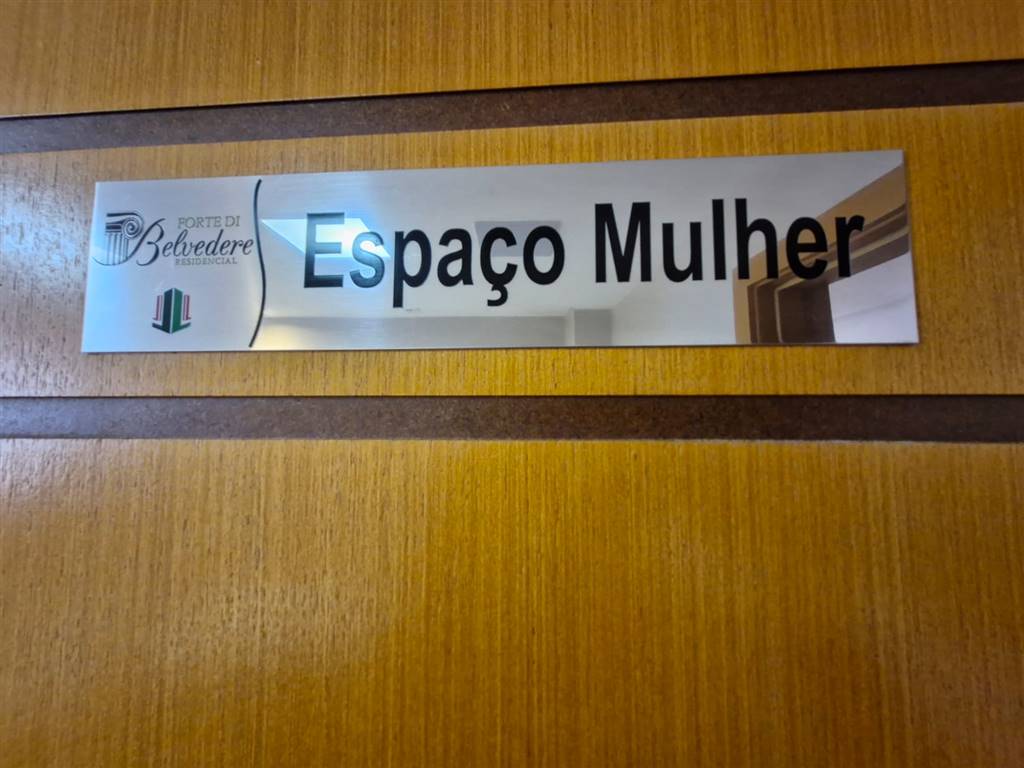 FORTE DI
Belvedere
RESIDENCIAL
Espaço Mulher